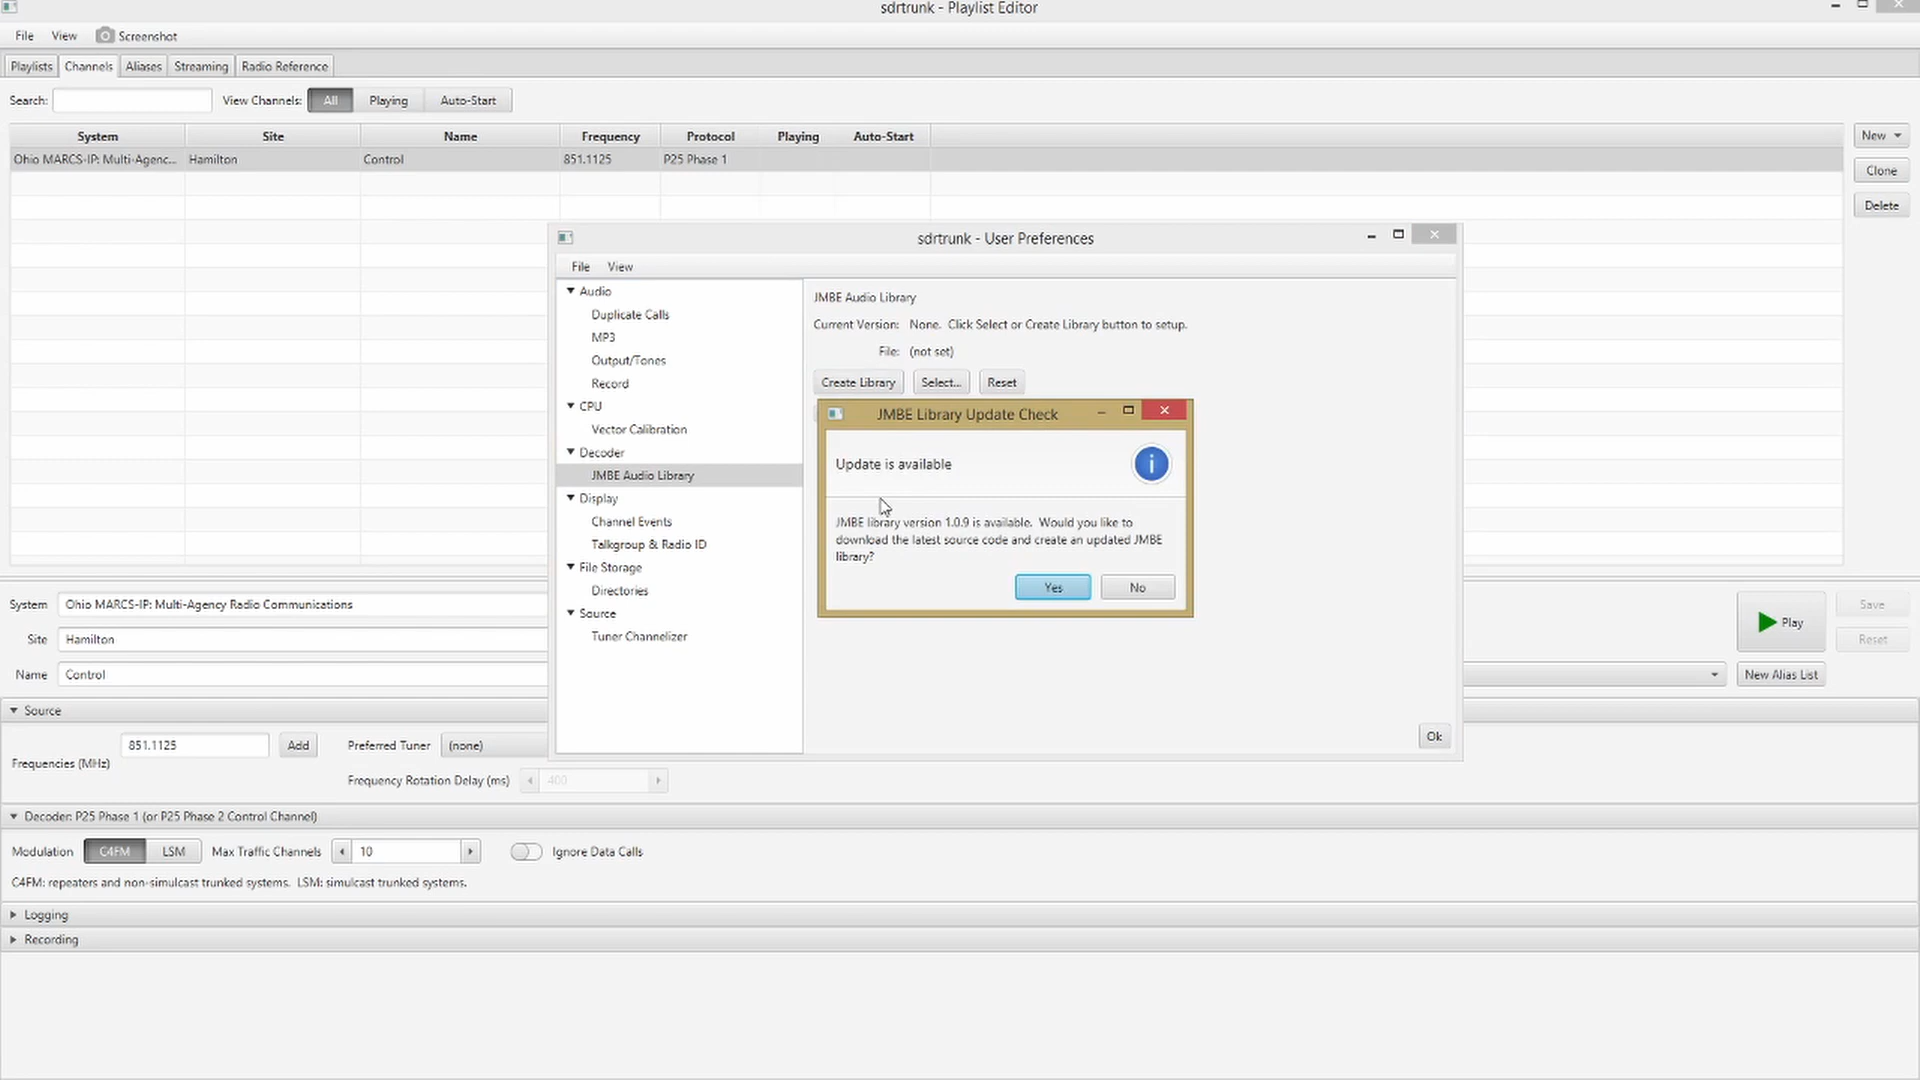 sdrtrunk - Playlist Editor
File View Screenshot
Playlists Channels Aliases Streaming Radio Reference
Search: View Channels: All Playing Auto-Start
System Site Name Frequency Protocol Playing Auto-Start
Ohio MARCS-IP: Multi-Agenc... Hamilton Control 851.1125 P25 Phase 1
New
Clone
Delete
sdrtrunk - User Preferences
File View
Audio
Duplicate Calls
MP3
Output/Tones
Record
CPU
Vector Calibration
Decoder
JMBE Audio Library
Display
Channel Events
Talkgroup & Radio ID
File Storage
Directories
Source
Tuner Channelizer
JMBE Audio Library
Current Version: None. Click Select or Create Library button to setup.
File: (not set)
Create Library Select... Reset
JMBE Library Update Check
Update is available
JMBE library version 1.0.9 is available. Would you like to
download the latest source code and create an updated JMBE
library?
Yes No
Ok
System Ohio MARCS-IP: Multi-Agency Radio Communications
Site Hamilton
Name Control
Play
Save
Reset
New Alias List
Source
Frequencies (MHz) 851.1125 Add Preferred Tuner (none)
Frequency Rotation Delay (ms) 400
Decoder: P25 Phase 1 (or P25 Phase 2 Control Channel)
Modulation C4FM LSM Max Traffic Channels 10 Ignore Data Calls
C4FM: repeaters and non-simulcast trunked systems. LSM: simulcast trunked systems.
Logging
Recording